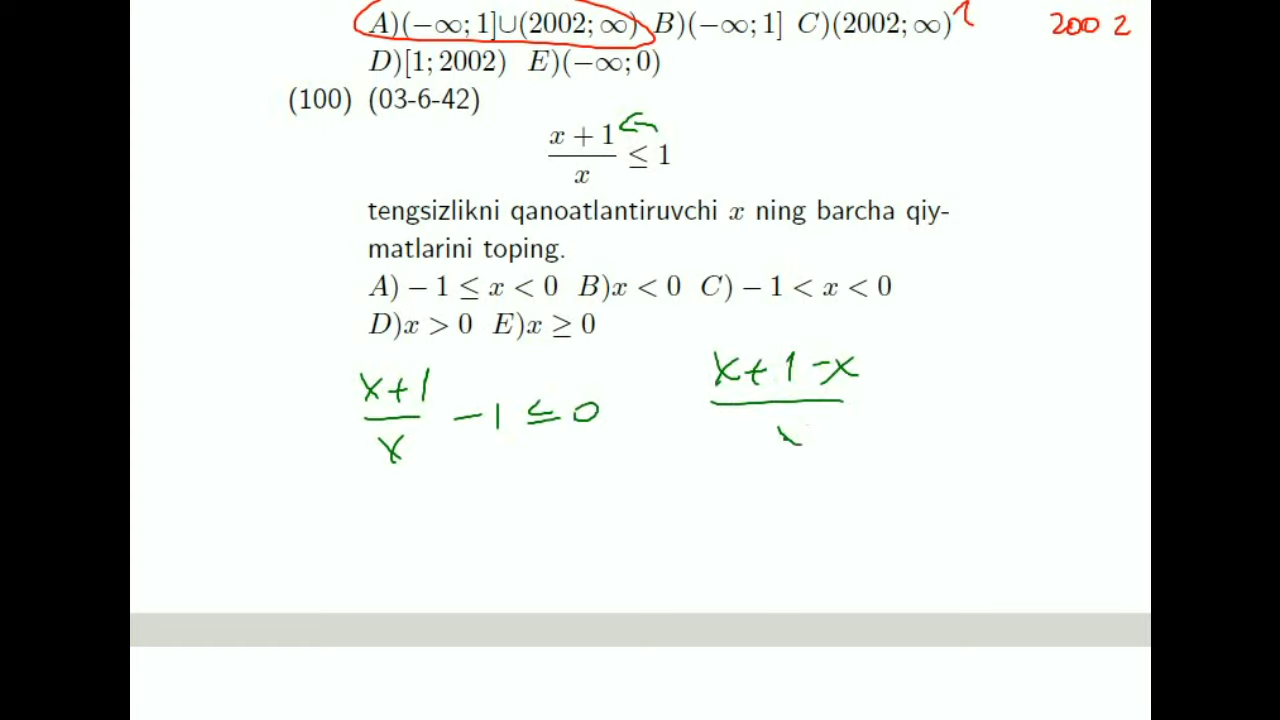 A)(−∞; 1]∪(2002; ∞) B)(−∞; 1] C)(2002; ∞) 1 2002
D)[1; 2002) E)(−∞; 0)
(100) (03-6-42)
x + 1
x
≤ 1
tengsizlikni qanoatlantiruvchi x ning barcha qiy-
matlarini toping.
A) − 1 ≤ x < 0 B)x < 0 C) − 1 < x < 0
D)x > 0 E)x ≥ 0
x+1
x
−1 ≤ 0
x+1−x